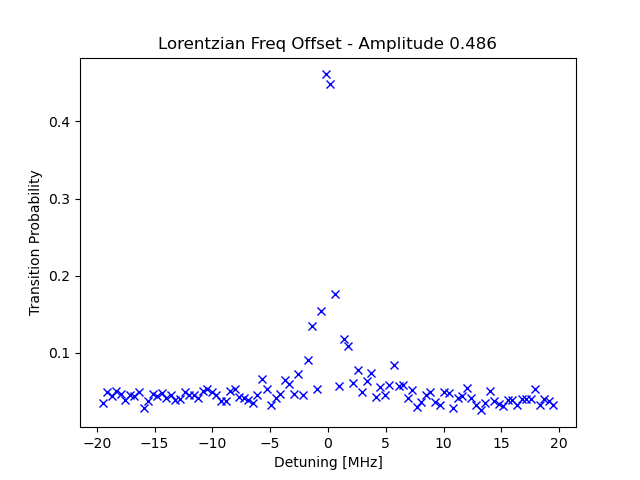 Lorentzian Freq Offset - Amplitude 0.486
Transition Probability
0.4
0.3
0.2
0.1
−20 −15 −10 −5 0 5 10 15 20
Detuning [MHz]